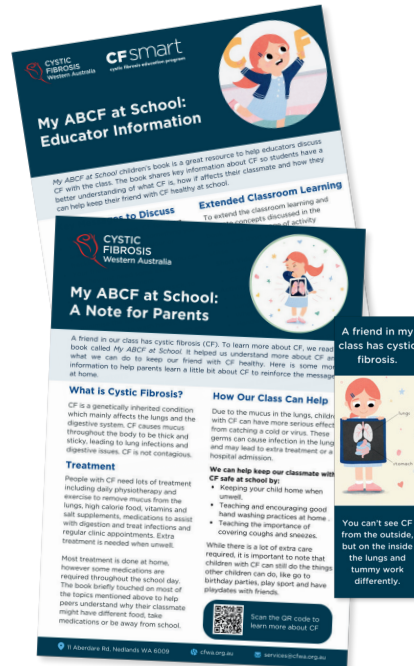 CYSTIC
FIBROSIS
Western Australia
CFsmart
cystic fibrosis education program
C F
My ABCF at School:
Educator Information
My ABCF at School children's book is a great resource to help educators discuss
CF with the class. The book shares key information about CF so students have a
better understanding of what CF is, how it affects their classmate and how they
can help keep their friend with CF healthy at school.
to Discuss
Extended Classroom Learning
To extend the classroom learning and
concepts discussed in the
of activity
CYSTIC
FIBROSIS
Western Australia
My ABCF at School:
A Note for Parents
A friend in our class has cystic fibrosis (CF). To learn more about CF, we read
book called My ABCF at School. It helped us understand more about CF an
what we can do to keep our friend with CF healthy. Here is some mor
information to help parents learn a little bit about CF to reinforce the message
at home.
What is Cystic Fibrosis?
CF is a genetically inherited condition
which mainly affects the lungs and the
digestive system. CF causes mucus
throughout the body to be thick and
sticky, leading to lung infections and
digestive issues. CF is not contagious.
Treatment
People with CF need lots of treatment
including daily physiotherapy and
exercise to remove mucus from the
lungs, high calorie food, vitamins and
salt supplements, medications to assist
with digestion and treat infections and
regular clinic appointments. Extra
treatment is needed when unwell.
Most treatment is done at home,
however some medications are
required throughout the school day.
The book briefly touched on most of
the topics mentioned above to help
peers understand why their classmate
might have different food, take
medications or be away from school.
How Our Class Can Help
Due to the mucus in the lungs, childre
with CF can have more serious effect
from catching a cold or virus. These
germs can cause infection in the lung
and may lead to extra treatment or a
hospital admission.
We can help keep our classmate with
CF safe at school by:
• Keeping your child home when
unwell.
• Teaching and encouraging good
hand washing practices at home.
• Teaching the importance of
covering coughs and sneezes.
While there is a lot of extra care
required, it is important to note that
children with CF can still do the things
other children can do, like go to
birthday parties, play sport and have
playdates with friends.
Scan the QR code to
learn more about CF
11 Aberdare Rd, Nedlands WA 6009
cfwa.org.au
services@cfwa.org.au
A friend in my
class has cystic
fibrosis.
lungs
stomach
You can't see CF
from the outside,
but on the inside
the lungs and
tummy work
differently.